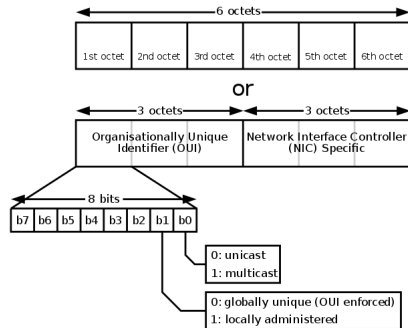 6 octets
1st octet 2nd octet 3rd octet 4th octet 5th octet 6th octet
or
3 octets 3 octets
Organisationally Unique Identifier (OUI)
Network Interface Controller (NIC) Specific
8 bits
b7 b6 b5 b4 b3 b2 b1 b0
0: unicast
1: multicast
0: globally unique (OUI enforced)
1: locally administered